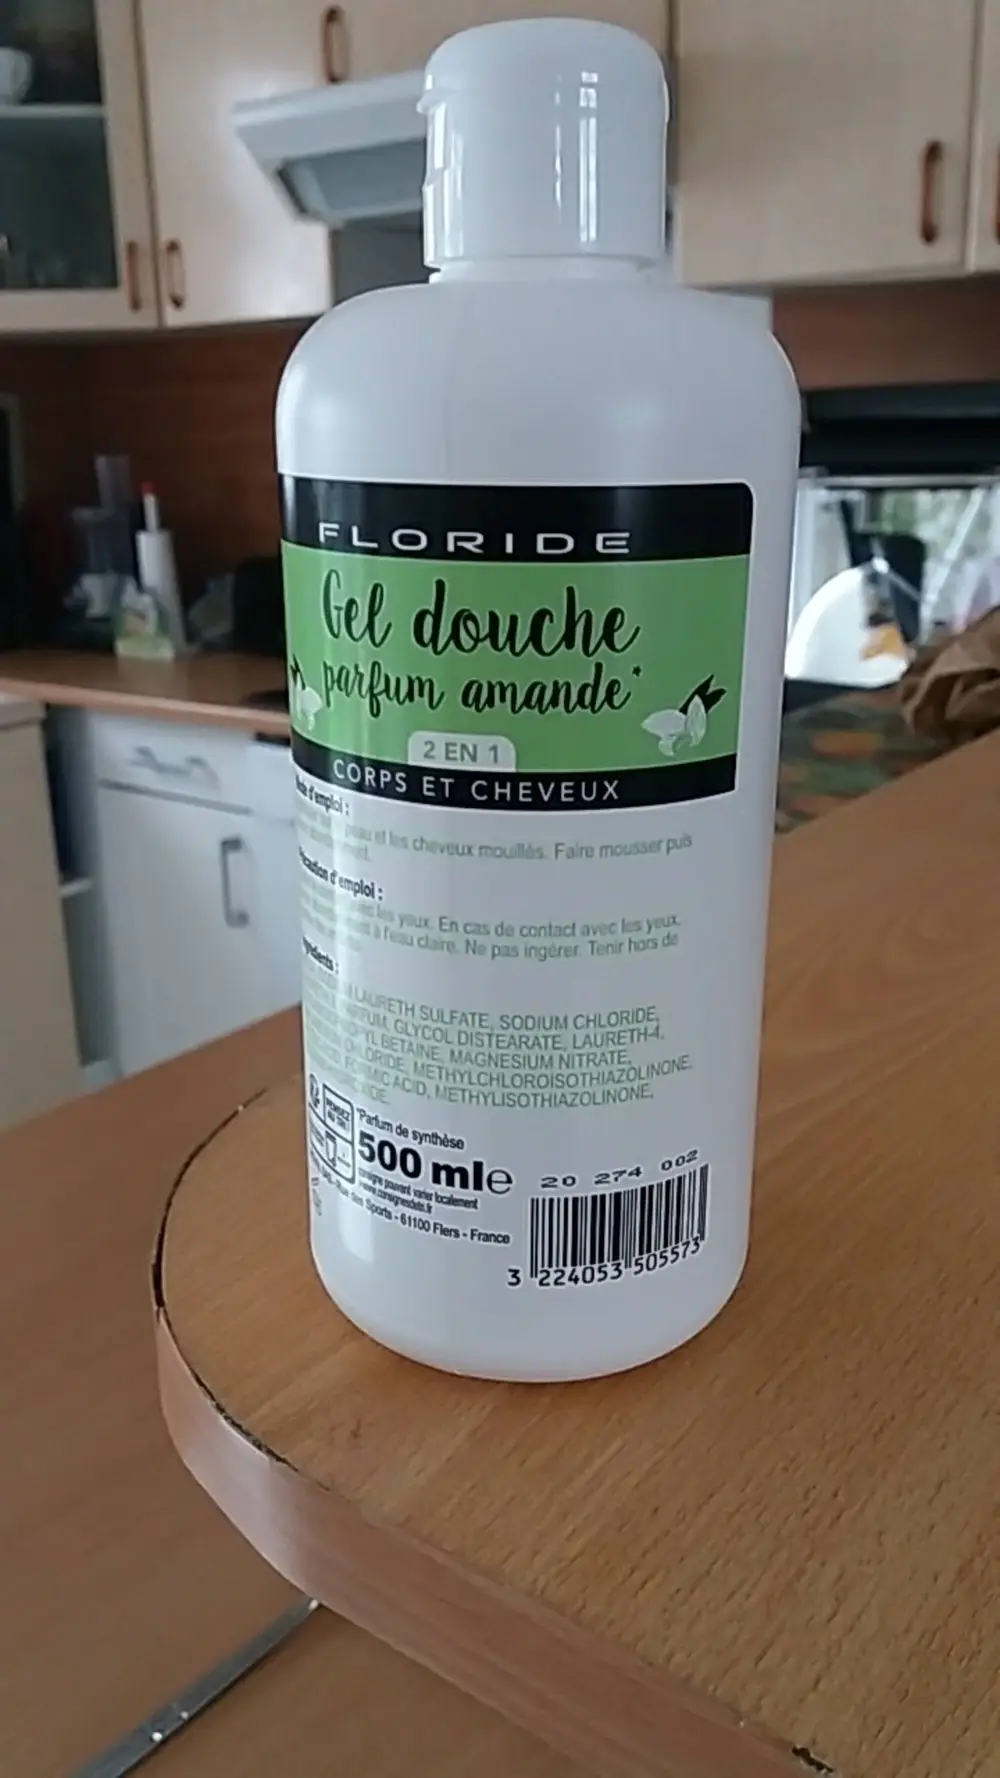 FLORIDE
Gel douche
parfum amande*
2 EN 1
CORPS ET CHEVEUX
d'emploi :
peau et les cheveux mouillés. Faire mousser puis
d'emploi :
les yeux. En cas de contact avec les yeux,
à l'eau claire. Ne pas ingérer. Tenir hors de
LAURETH SULFATE, SODIUM CHLORIDE,
GLYCOL DISTEARATE, LAURETH-4,
BETAINE, MAGNESIUM NITRATE,
METHYLCHLOROISOTHIAZOLINONE,
ACID, METHYLISOTHIAZOLINONE,
*Parfum de synthèse
500 ml e
consigne pouvant varier localement
www.consignesdetri.fr
des Sports - 61100 Flers - France
20 274 002
3 224053 505573